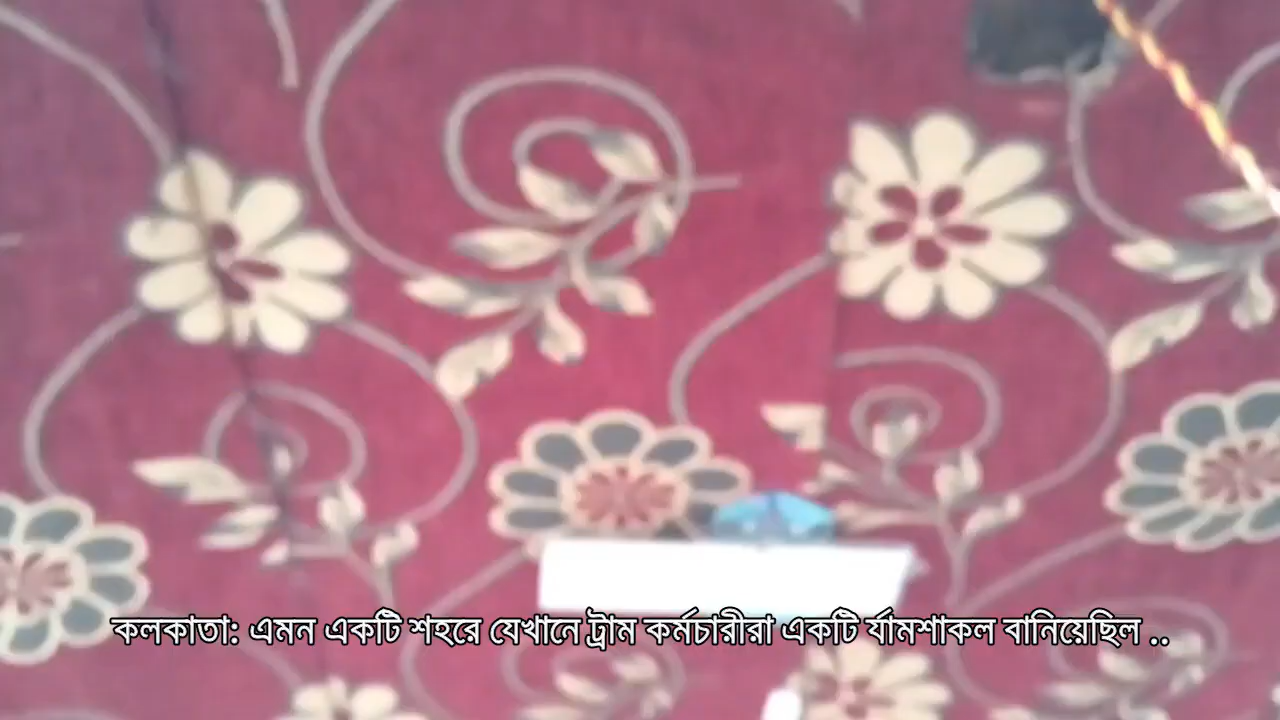 কলকাতা: এমন একটি শহরে যেখানে ট্রাম কর্মচারীরা একটি র্যামশাকল বানিয়েছিল ..